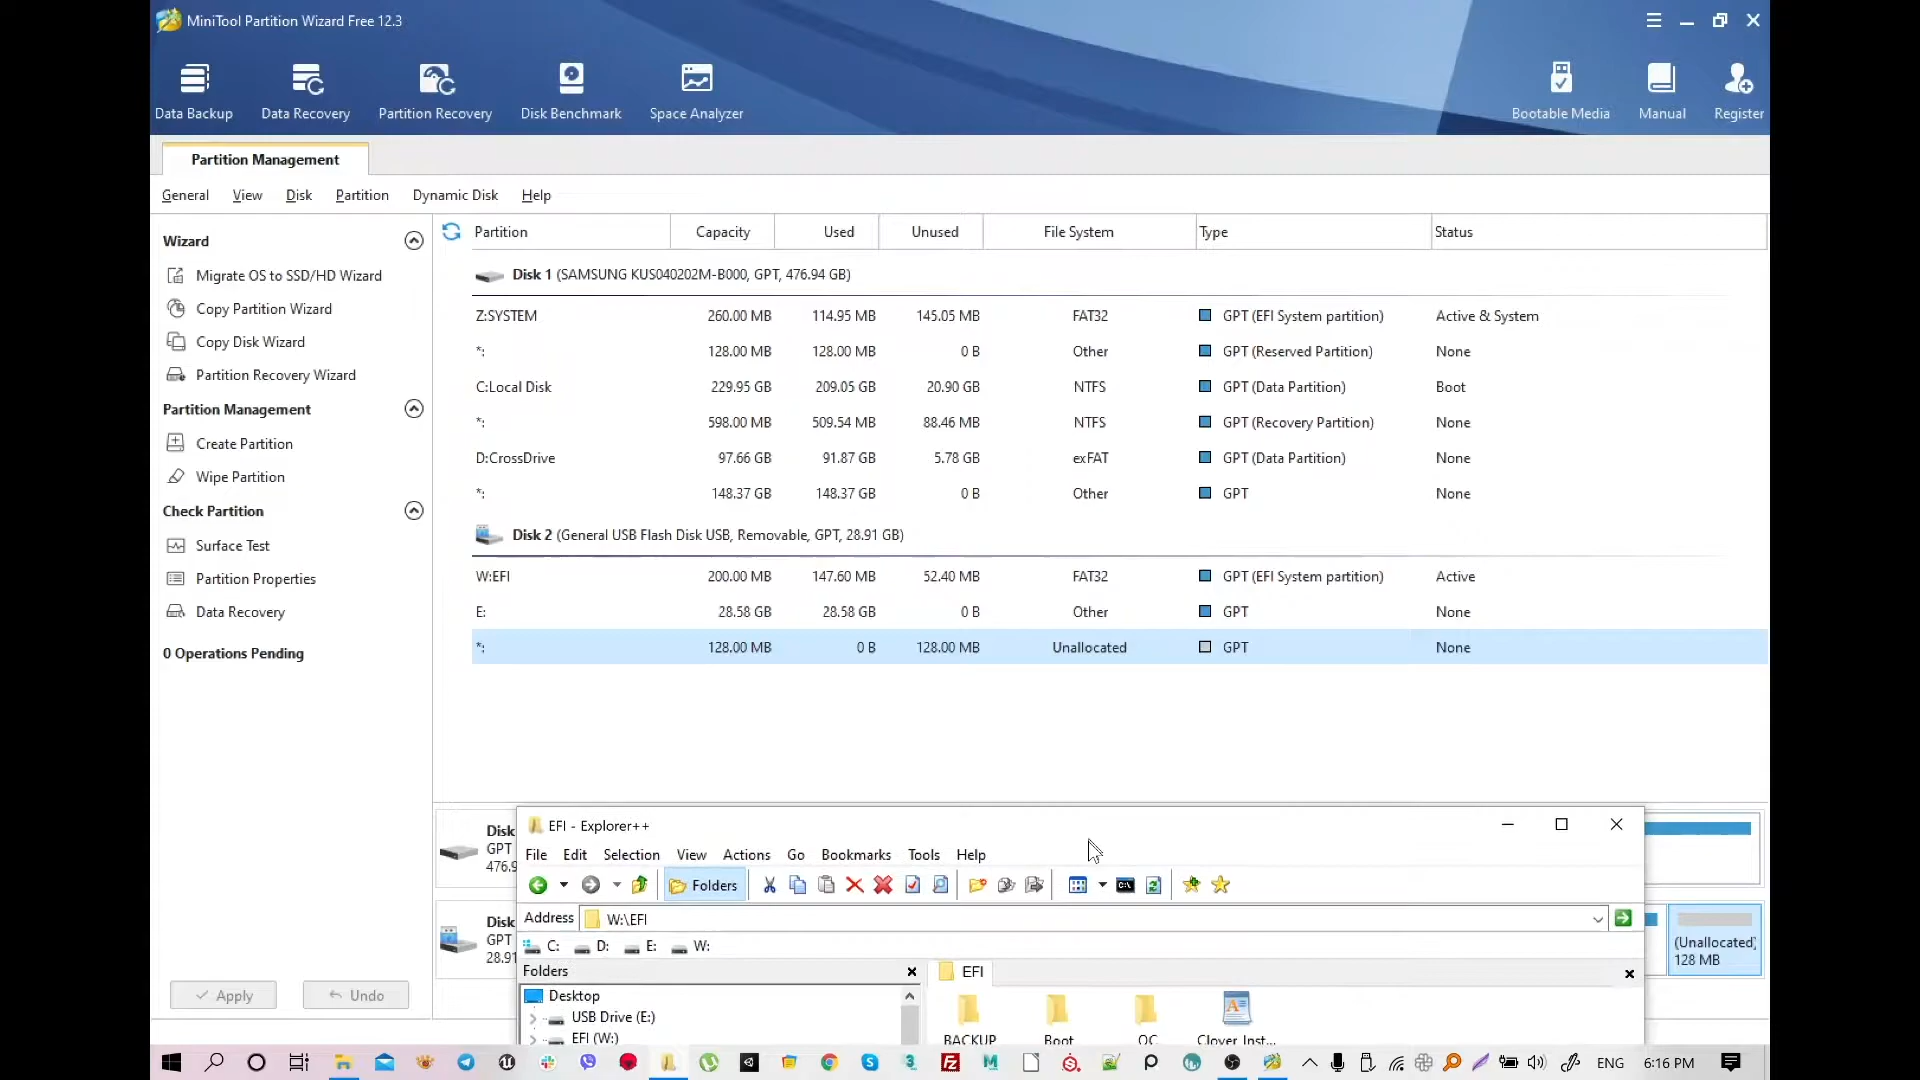 MiniTool Partition Wizard Free 12.3
Data Backup
Data Recovery
Partition Recovery
Disk Benchmark
Space Analyzer
Bootable Media
Manual
Register
Partition Management
General View Disk Partition Dynamic Disk Help
Wizard
Migrate OS to SSD/HD Wizard
Copy Partition Wizard
Copy Disk Wizard
Partition Recovery Wizard
Partition Management
Create Partition
Wipe Partition
Check Partition
Surface Test
Partition Properties
Data Recovery
0 Operations Pending
Apply
Undo
Partition Capacity Used Unused File System Type Status
Disk 1 (SAMSUNG KUS040202M-B000, GPT, 476.94 GB)
Z:SYSTEM 260.00 MB 114.95 MB 145.05 MB FAT32 GPT (EFI System partition) Active & System
*: 128.00 MB 128.00 MB 0 B Other GPT (Reserved Partition) None
C:Local Disk 229.95 GB 209.05 GB 20.90 GB NTFS GPT (Data Partition) Boot
*: 598.00 MB 509.54 MB 88.46 MB NTFS GPT (Recovery Partition) None
D:CrossDrive 97.66 GB 91.87 GB 5.78 GB exFAT GPT (Data Partition) None
*: 148.37 GB 148.37 GB 0 B Other GPT None
Disk 2 (General USB Flash Disk USB, Removable, GPT, 28.91 GB)
W:EFI 200.00 MB 147.60 MB 52.40 MB FAT32 GPT (EFI System partition) Active
E: 28.58 GB 28.58 GB 0 B Other GPT None
*: 128.00 MB 0 B 128.00 MB Unallocated GPT None
Disk
GPT
476.9
Disk
GPT
28.91
(Unallocated)
128 MB
EFI - Explorer++
File Edit Selection View Actions Go Bookmarks Tools Help
Folders
Address W:\EFI
C: D: E: W:
Folders
Desktop
USB Drive (E:)
EFI (W:)
EFI
BACKUP Boot OC Clover_Inst...
ENG 6:16 PM